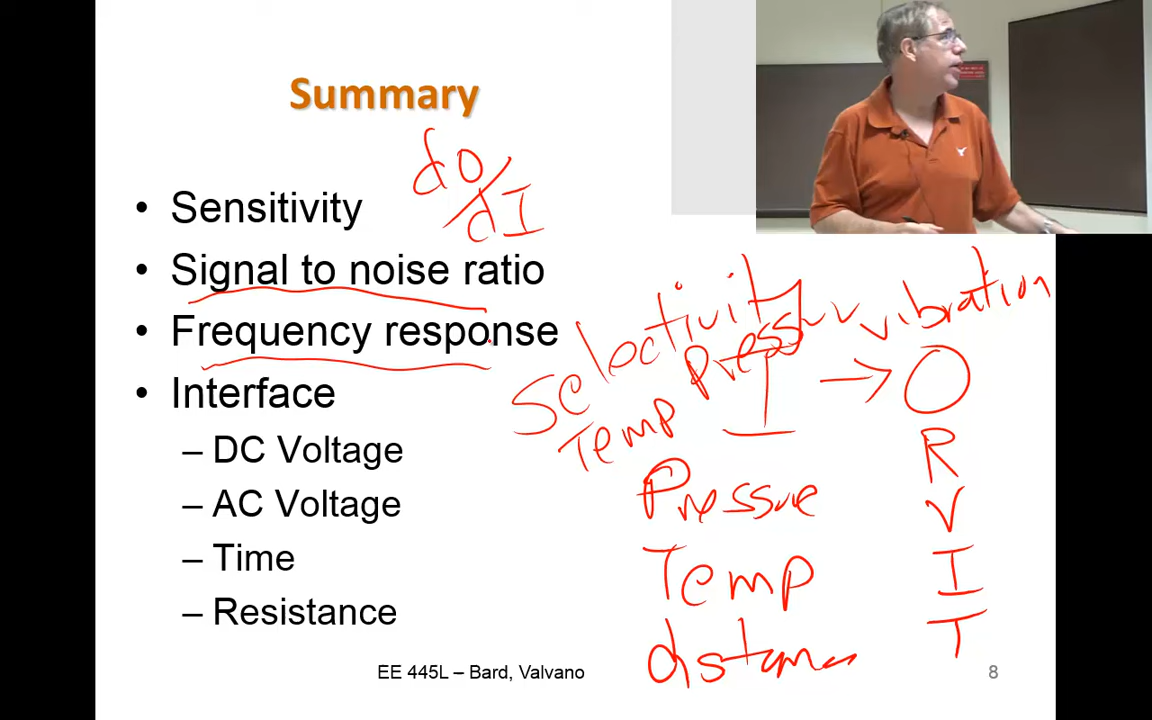 Summary
dO/dI
• Sensitivity
• Signal to noise ratio
• Frequency response
• Interface
– DC Voltage
– AC Voltage
– Time
– Resistance
Selectivity
vibration
Temp
I → O
Pressure
Temp
R
V
I
T
EE 445L – Bard, Valvano
8